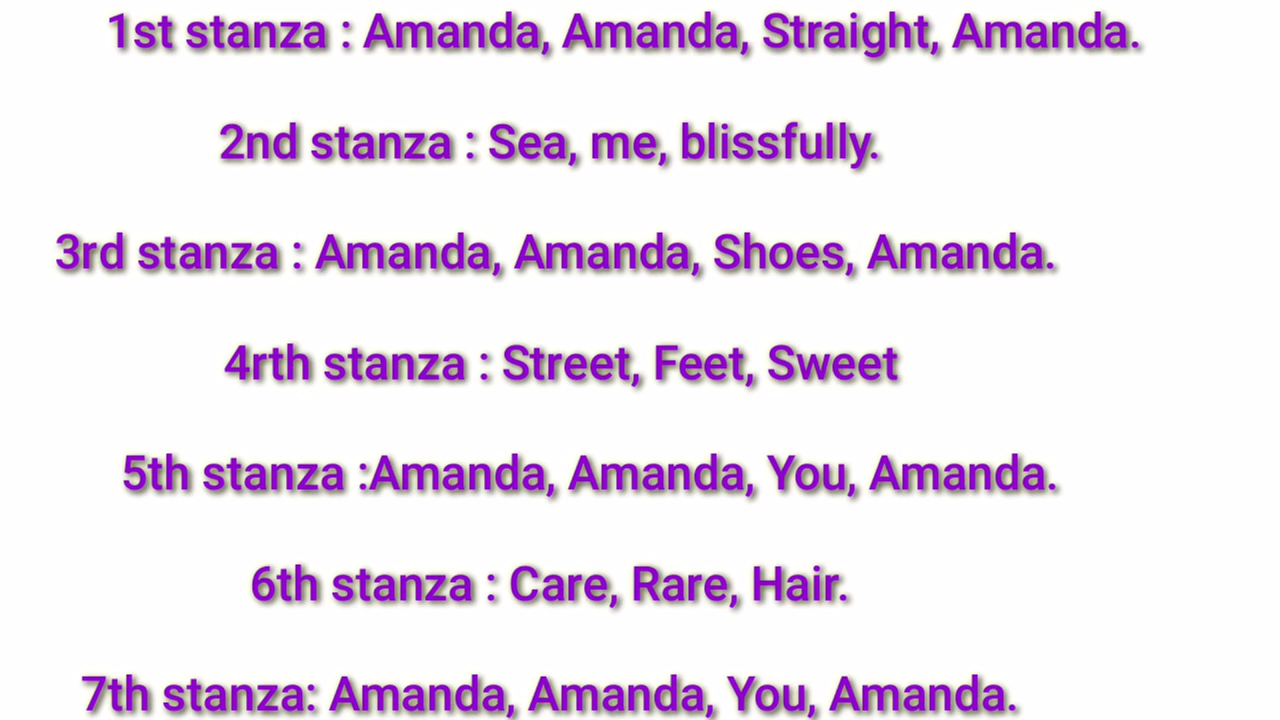 1st stanza : Amanda, Amanda, Straight, Amanda.
2nd stanza : Sea, me, blissfully.
3rd stanza : Amanda, Amanda, Shoes, Amanda.
4rth stanza : Street, Feet, Sweet
5th stanza :Amanda, Amanda, You, Amanda.
6th stanza : Care, Rare, Hair.
7th stanza: Amanda, Amanda, You, Amanda.